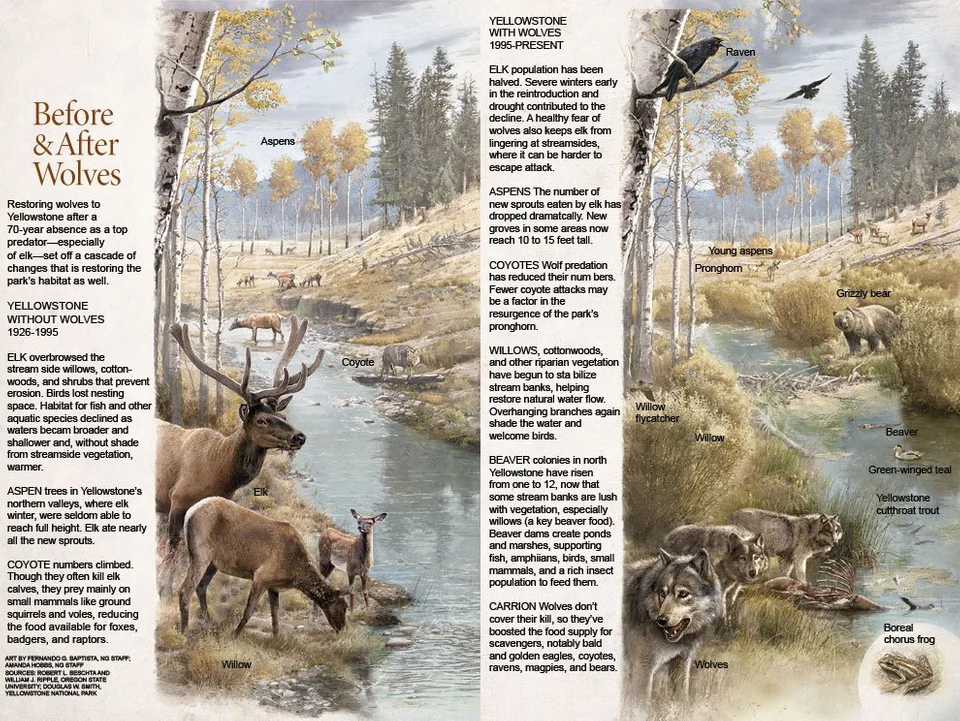 Before
& After
Wolves
Restoring wolves to
Yellowstone after a
70-year absence as a top
predator—especially
of elk—set off a cascade of
changes that is restoring the
park's habitat as well.
YELLOWSTONE
WITHOUT WOLVES
1926-1995
ELK overbrowsed the
stream side willows, cotton-
woods, and shrubs that prevent
erosion. Birds lost nesting
space. Habitat for fish and other
aquatic species declined as
waters becam broader and
shallower and, without shade
from streamside vegetation,
warmer.
ASPEN trees in Yellowstone's
northern valleys, where elk
winter, were seldom able to
reach full height. Elk ate nearly
all the new sprouts.
COYOTE numbers climbed.
Though they often kill elk
calves, they prey mainly on
small mammals like ground
squirrels and voles, reducing
the food available for foxes,
badgers, and raptors.
ART BY FERNANDO G. BAPTISTA, NG STAFF;
AMANDA HOBBS, NG STAFF
SOURCES: ROBERT L. BESCHTA AND
WILLIAM J. RIPPLE, OREGON STATE
UNIVERSITY; DOUGLAS W. SMITH,
YELLOWSTONE NATIONAL PARK
Aspens
Coyote
Elk
Willow
YELLOWSTONE
WITH WOLVES
1995-PRESENT
ELK population has been
halved. Severe winters early
in the reintroduction and
drought contributed to the
decline. A healthy fear of
wolves also keeps elk from
lingering at streamsides,
where it can be harder to
escape attack.
ASPENS The number of
new sprouts eaten by elk has
dropped dramatcally. New
groves in some areas now
reach 10 to 15 feet tall.
COYOTES Wolf predation
has reduced their num bers.
Fewer coyote attacks may
be a factor in the
resurgence of the park's
pronghorn.
WILLOWS, cottonwoods,
and other riparian vegetation
have begun to sta bilize
stream banks, helping
restore natural water flow.
Overhanging branches again
shade the water and
welcome birds.
BEAVER colonies in north
Yellowstone have risen
from one to 12, now that
some stream banks are lush
with vegetation, especially
willows (a key beaver food).
Beaver dams create ponds
and marshes, supporting
fish, amphiians, birds, small
mammals, and a rich insect
population to feed them.
CARRION Wolves don't
cover their kill, so they've
boosted the food supply for
scavengers, notably bald
and golden eagles, coyotes,
ravens, magpies, and bears.
Raven
Young aspens
Pronghorn
Grizzly bear
Willow
flycatcher
Willow
Beaver
Green-winged teal
Yellowstone
cutthroat trout
Boreal
chorus frog
Wolves